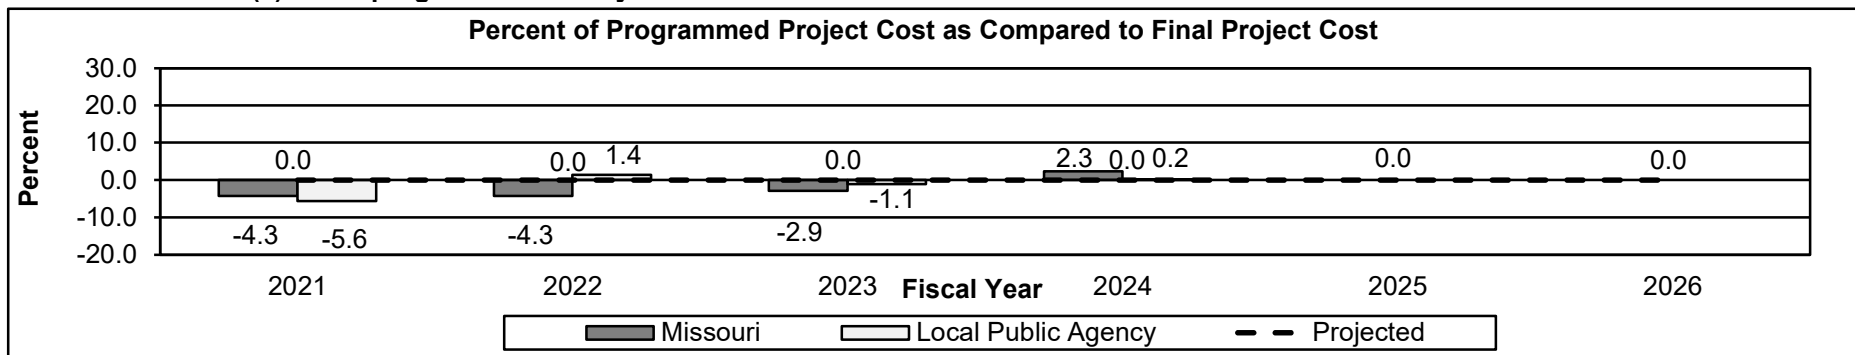 Percent of Programmed Project Cost as Compared to Final Project Cost
Percent
30.0
20.0
10.0
0.0
-10.0
-20.0
0.0 0.0 1.4 0.0 2.3 0.0 0.2 0.0 0.0
-4.3 -5.6 -4.3 -2.9 -1.1
2021 2022 2023 2024 2025 2026
Fiscal Year
Missouri Local Public Agency Projected